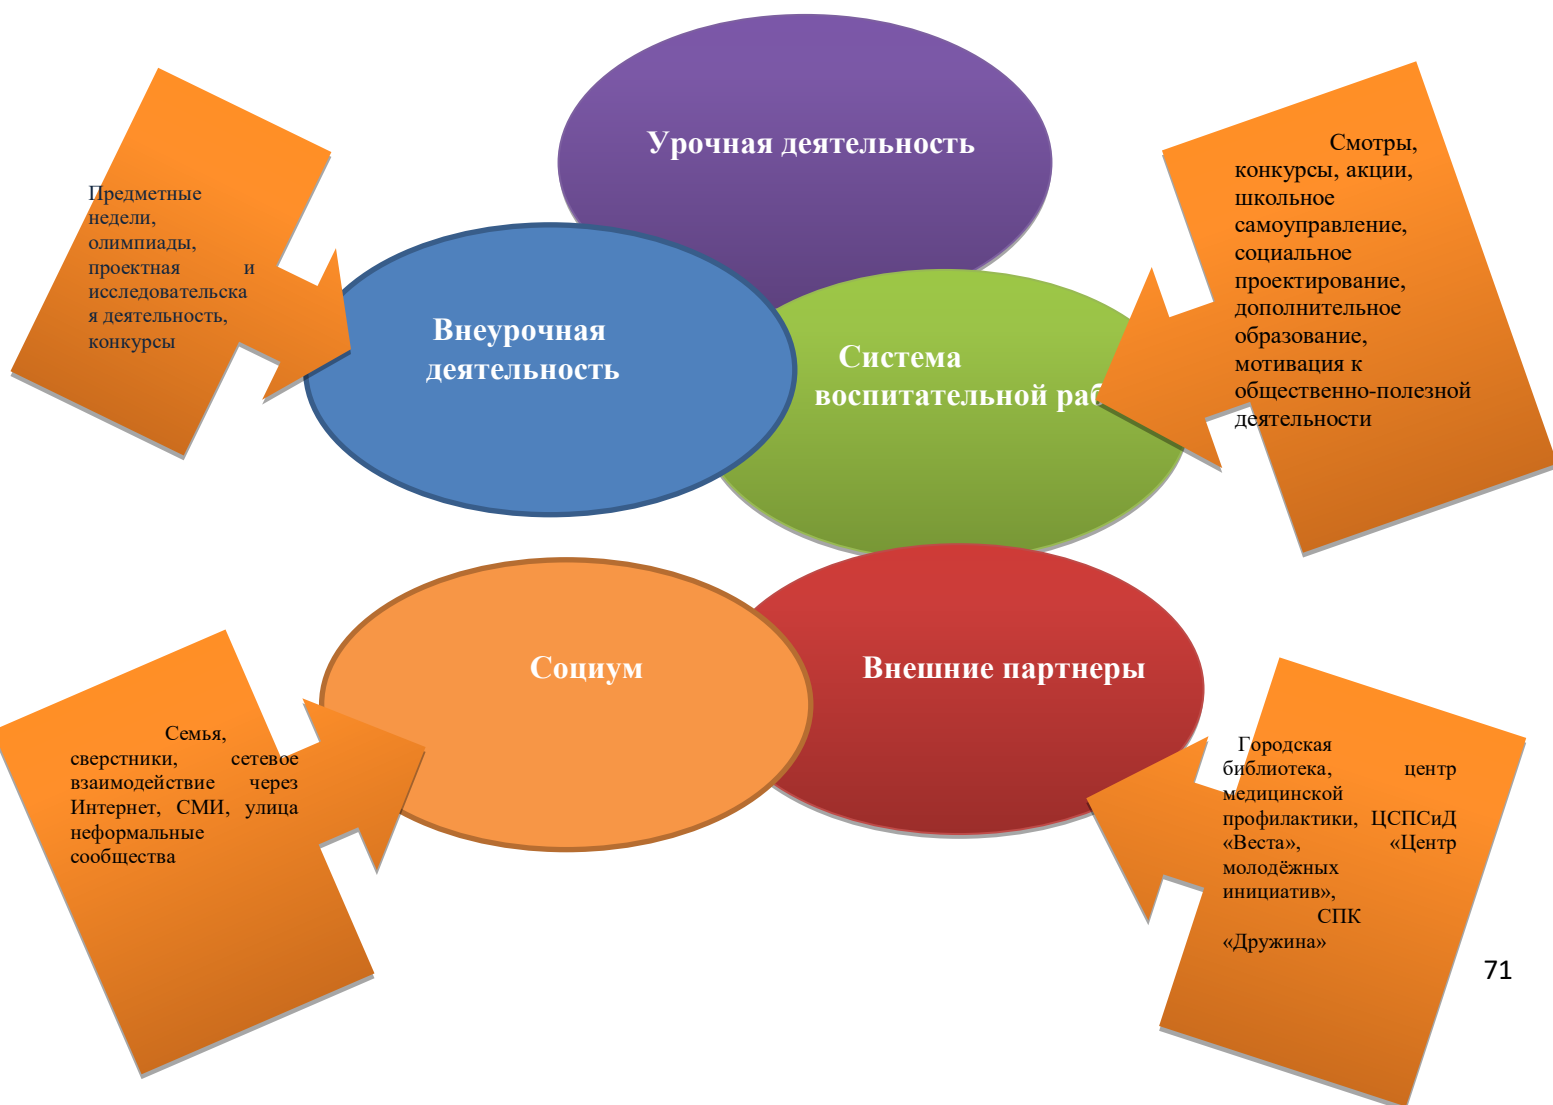 Урочная деятельность
Предметные
недели,
олимпиады,
проектная и
исследовательска
я деятельность,
конкурсы
Смотры,
конкурсы, акции,
школьное
самоуправление,
социальное
проектирование,
дополнительное
образование,
мотивация к
общественно-полезной
деятельности
Внеурочная
деятельность
Система
воспитательной раб
Социум
Внешние партнеры
Семья,
сверстники, сетевое
взаимодействие через
Интернет, СМИ, улица
неформальные
сообщества
Городская
библиотека, центр
медицинской
профилактики, ЦСПСиД
«Веста», «Центр
молодёжных
инициатив»,
СПК
«Дружина»
71